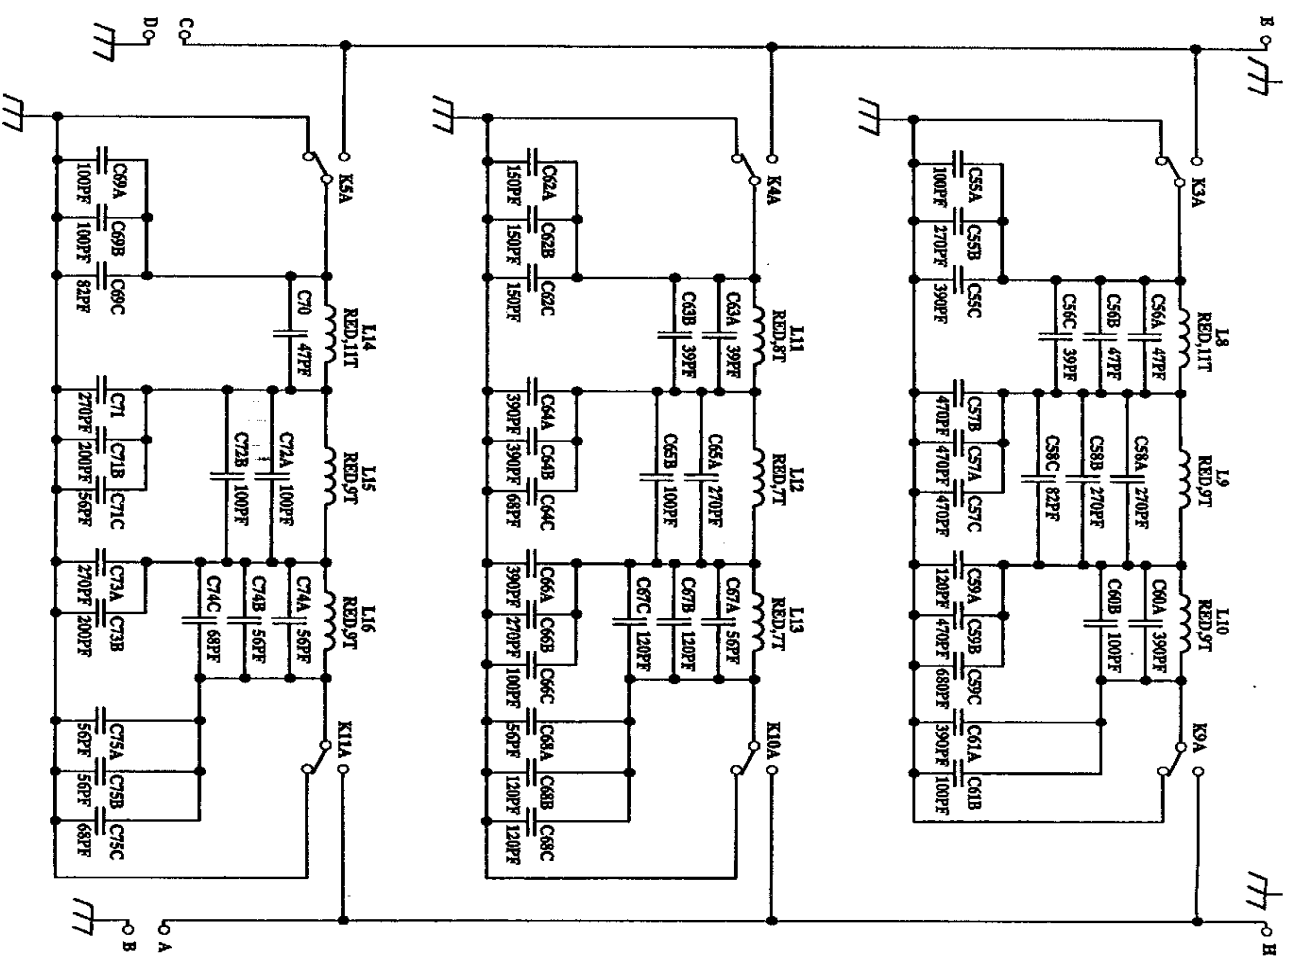 E
C
D
H
A
B
K3A
C55A
100PF
C55B
270PF
C55C
390PF
C56A
47PF
C56B
47PF
C56C
39PF
L8
RED,11T
C57B
470PF
C57A
470PF
C57C
470PF
C58A
270PF
C58B
270PF
C58C
82PF
L9
RED,9T
C59A
120PF
C59B
470PF
C59C
680PF
C60A
390PF
C60B
100PF
L10
RED,9T
C61A
390PF
C61B
100PF
K9A
K4A
C62A
150PF
C62B
150PF
C62C
150PF
C63A
39PF
C63B
39PF
L11
RED,8T
C64A
390PF
C64B
390PF
C64C
68PF
C65A
270PF
C65B
100PF
L12
RED,7T
C66A
390PF
C66B
270PF
C66C
100PF
C67A
56PF
C67B
120PF
C67C
120PF
L13
RED,7T
C68A
56PF
C68B
120PF
C68C
120PF
K10A
K5A
C69A
100PF
C69B
100PF
C69C
82PF
C70
47PF
L14
RED,11T
C71
270PF
C71B
200PF
C71C
56PF
C72A
100PF
C72B
100PF
L15
RED,9T
C73A
270PF
C73B
200PF
C74A
56PF
C74B
56PF
C74C
68PF
L16
RED,9T
C75A
56PF
C75B
56PF
C75C
68PF
K11A